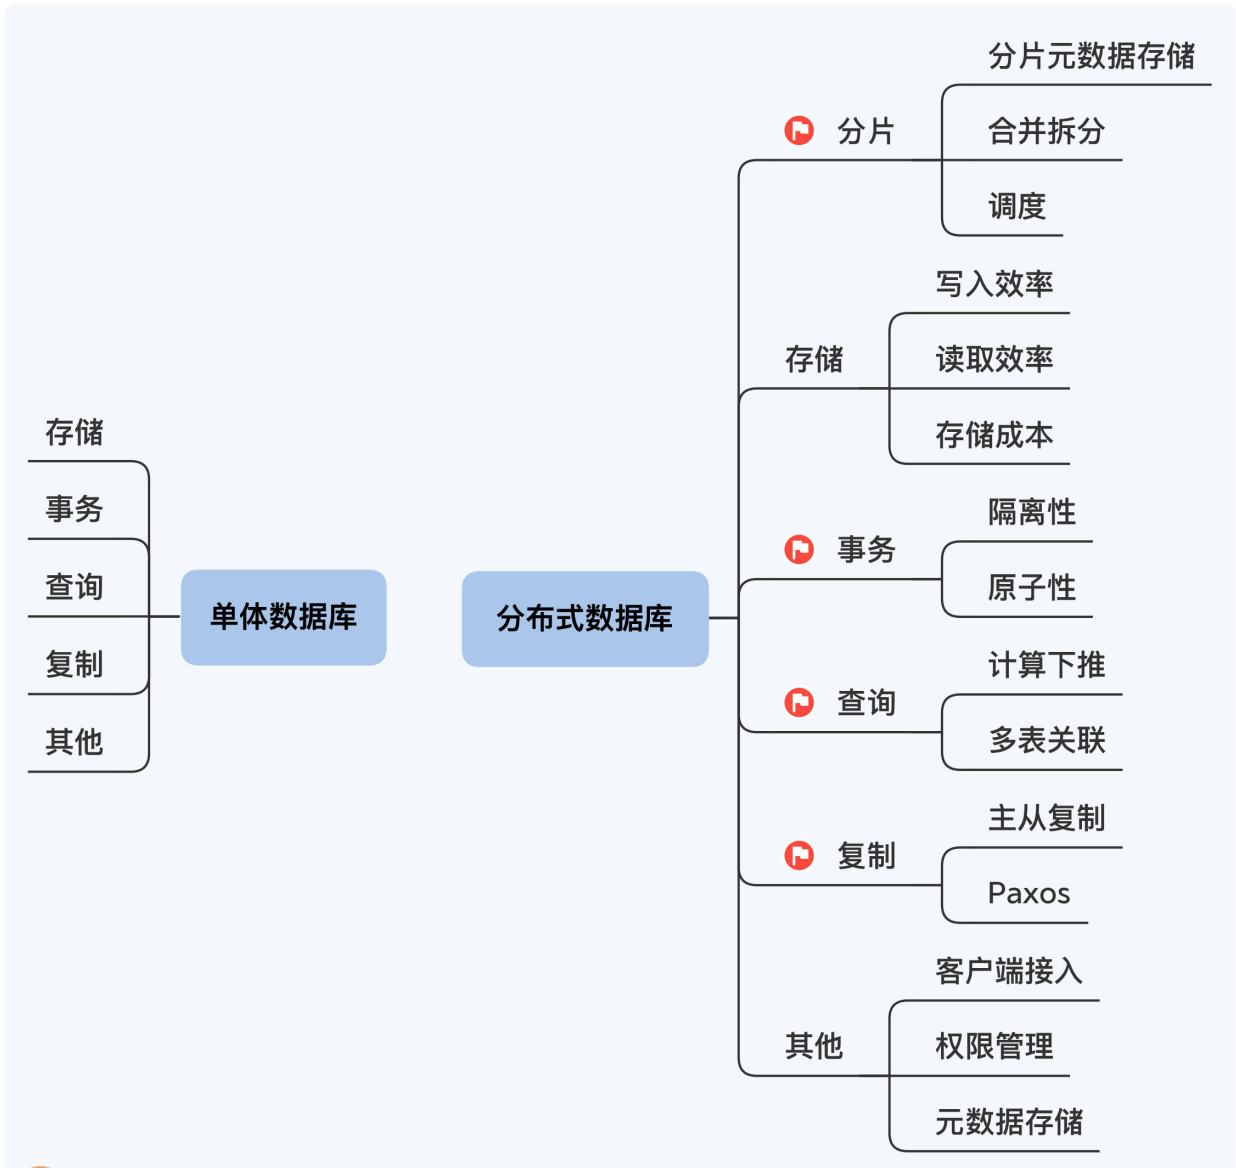 存储
事务
查询
复制
其他
单体数据库
分布式数据库
分片
分片元数据存储
合并拆分
调度
存储
写入效率
读取效率
存储成本
事务
隔离性
原子性
查询
计算下推
多表关联
复制
主从复制
Paxos
其他
客户端接入
权限管理
元数据存储